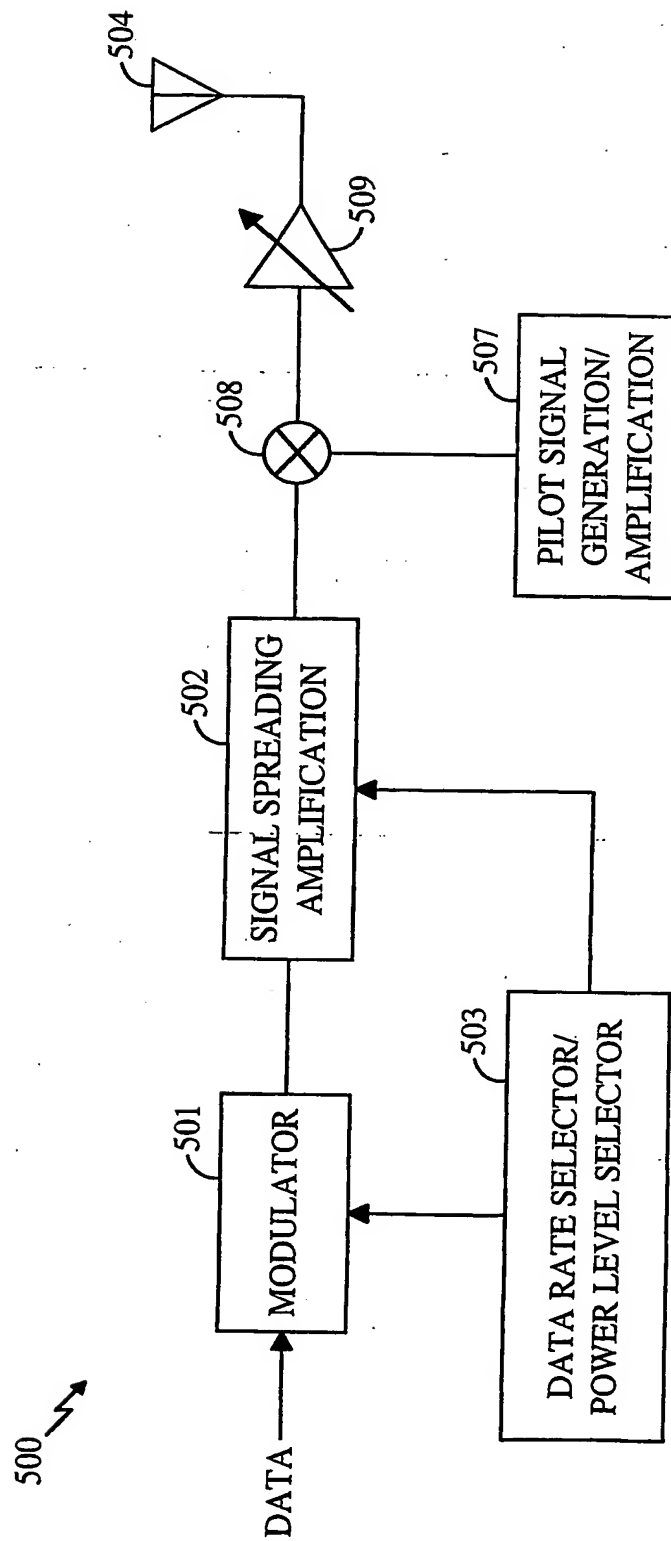 500
DATA
501
MODULATOR
502
SIGNAL SPREADING
AMPLIFICATION
503
DATA RATE SELECTOR/
POWER LEVEL SELECTOR
508
507
PILOT SIGNAL
GENERATION/
AMPLIFICATION
509
504